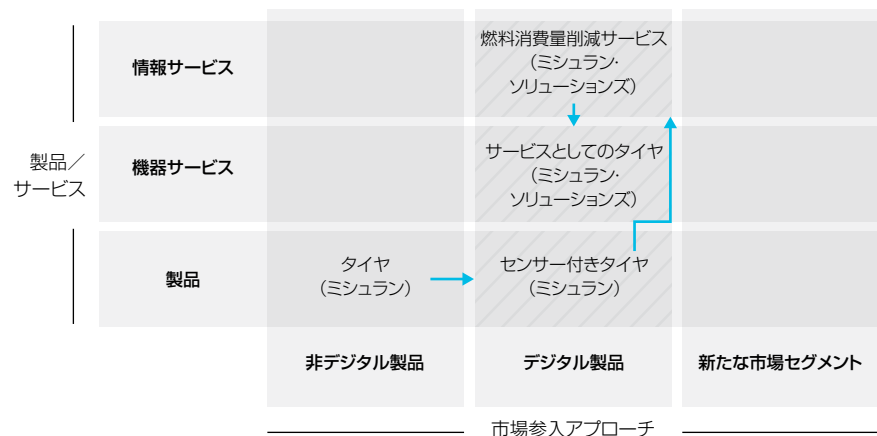 燃料消費量削減サービス
(ミシュラン·
ソリューションズ)
情報サービス
製品／
サービス
機器サービス
サービスとしてのタイヤ
(ミシュラン·
ソリューションズ)
製品
タイヤ
(ミシュラン)
センサー付きタイヤ
(ミシュラン)
非デジタル製品
デジタル製品
新たな市場セグメント
市場参入アプローチ